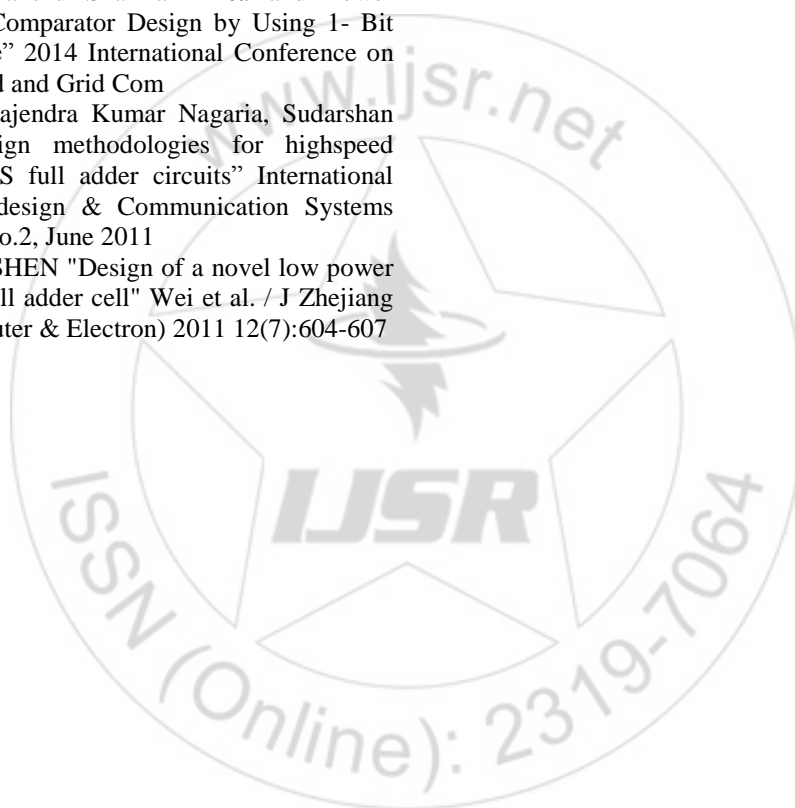 Comparator Design by Using 1- Bit
” 2014 International Conference on
and Grid Com
ajendra Kumar Nagaria, Sudarshan
ign methodologies for highspeed
S full adder circuits” International
design & Communication Systems
o.2, June 2011
SHEN "Design of a novel low power
ll adder cell" Wei et al. / J Zhejiang
uter & Electron) 2011 12(7):604-607
www.ijsr.net
IJSR
ISSN (Online): 2319-7064